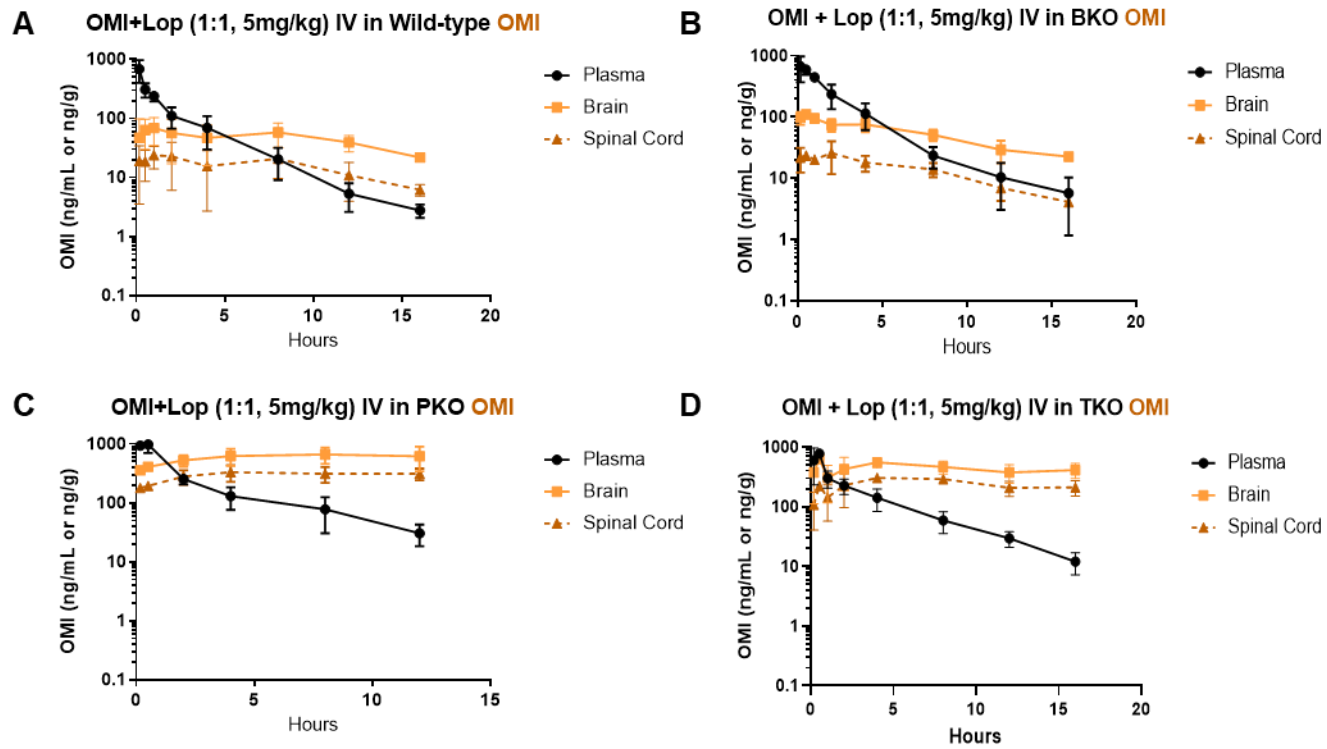 A
OMI+Lop (1:1, 5mg/kg) IV in Wild-type OMI
OMI (ng/mL or ng/g)
1000
100
10
1
0.1
0
5
10
15
20
Hours
Plasma
Brain
Spinal Cord
B
OMI + Lop (1:1, 5mg/kg) IV in BKO OMI
OMI (ng/mL or ng/g)
1000
100
10
1
0.1
0
5
10
15
20
Hours
Plasma
Brain
Spinal Cord
C
OMI+Lop (1:1, 5mg/kg) IV in PKO OMI
OMI (ng/mL or ng/g)
1000
100
10
1
0.1
0
5
10
15
Hours
Plasma
Brain
Spinal Cord
D
OMI + Lop (1:1, 5mg/kg) IV in TKO OMI
OMI (ng/mL or ng/g)
1000
100
10
1
0.1
0
5
10
15
20
Hours
Plasma
Brain
Spinal Cord